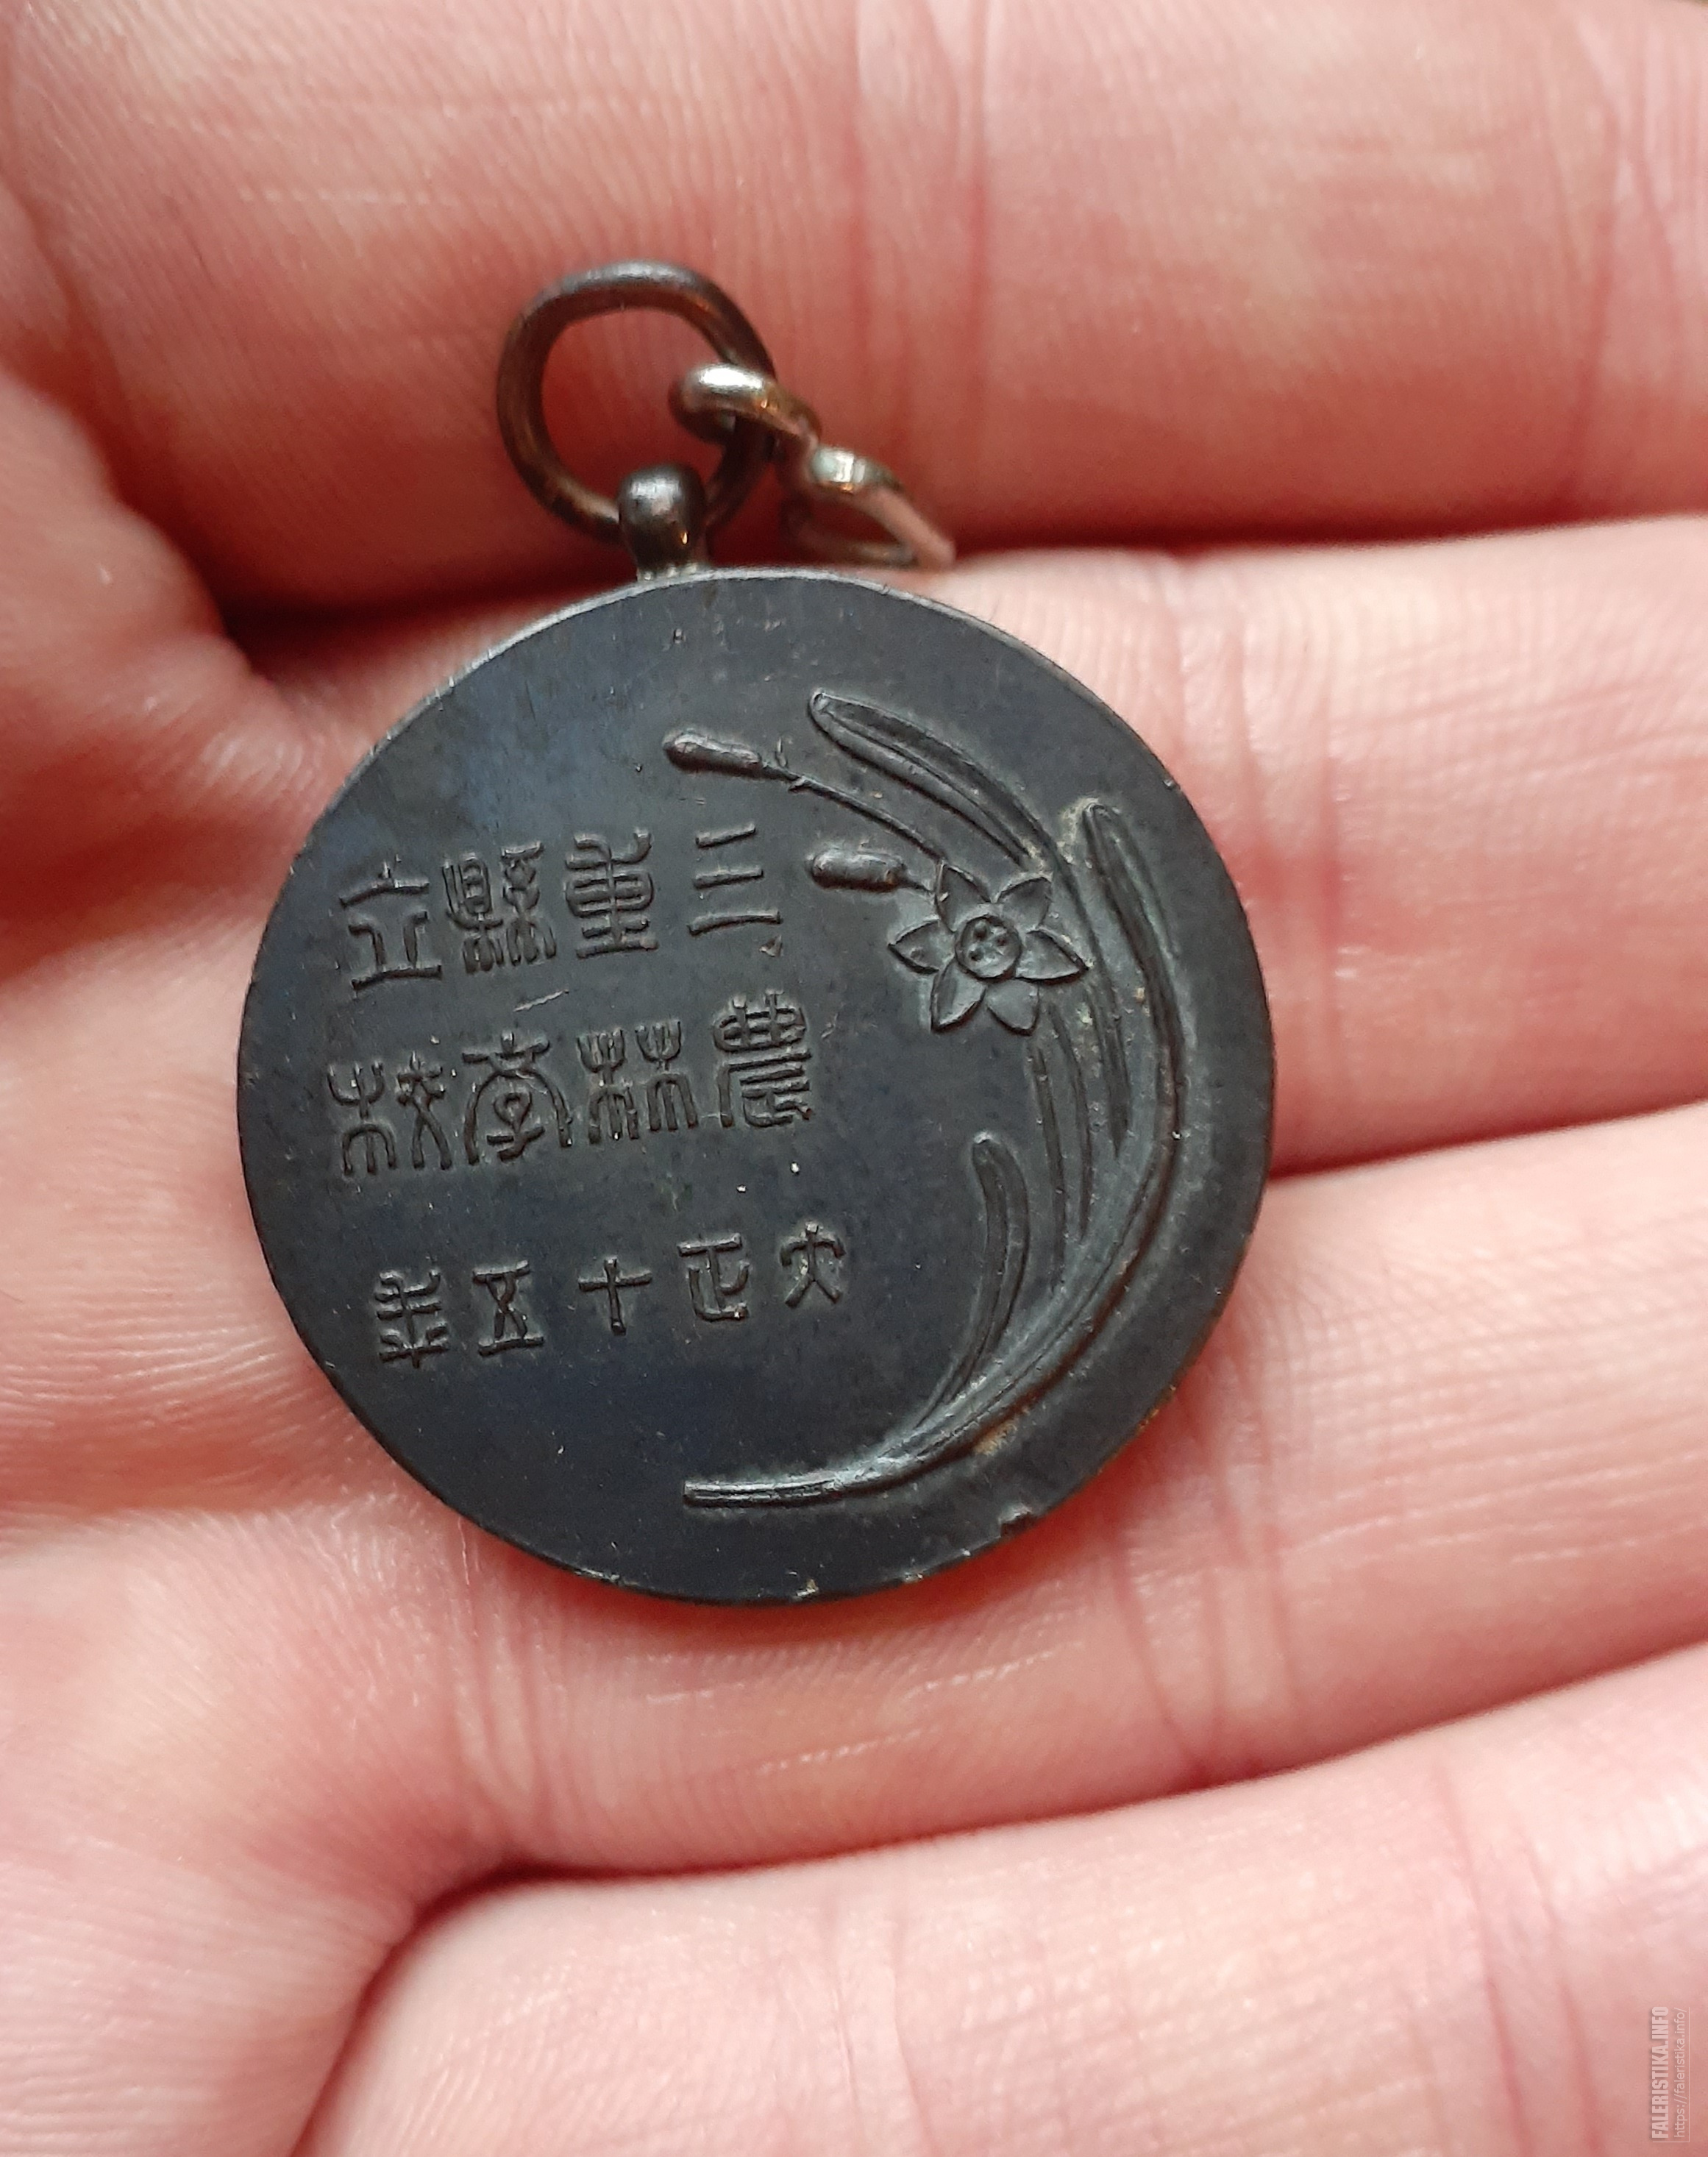 三重縣立
農林學校
大正十五年
FALERISTIKA.INFO
https://faleristika.info/